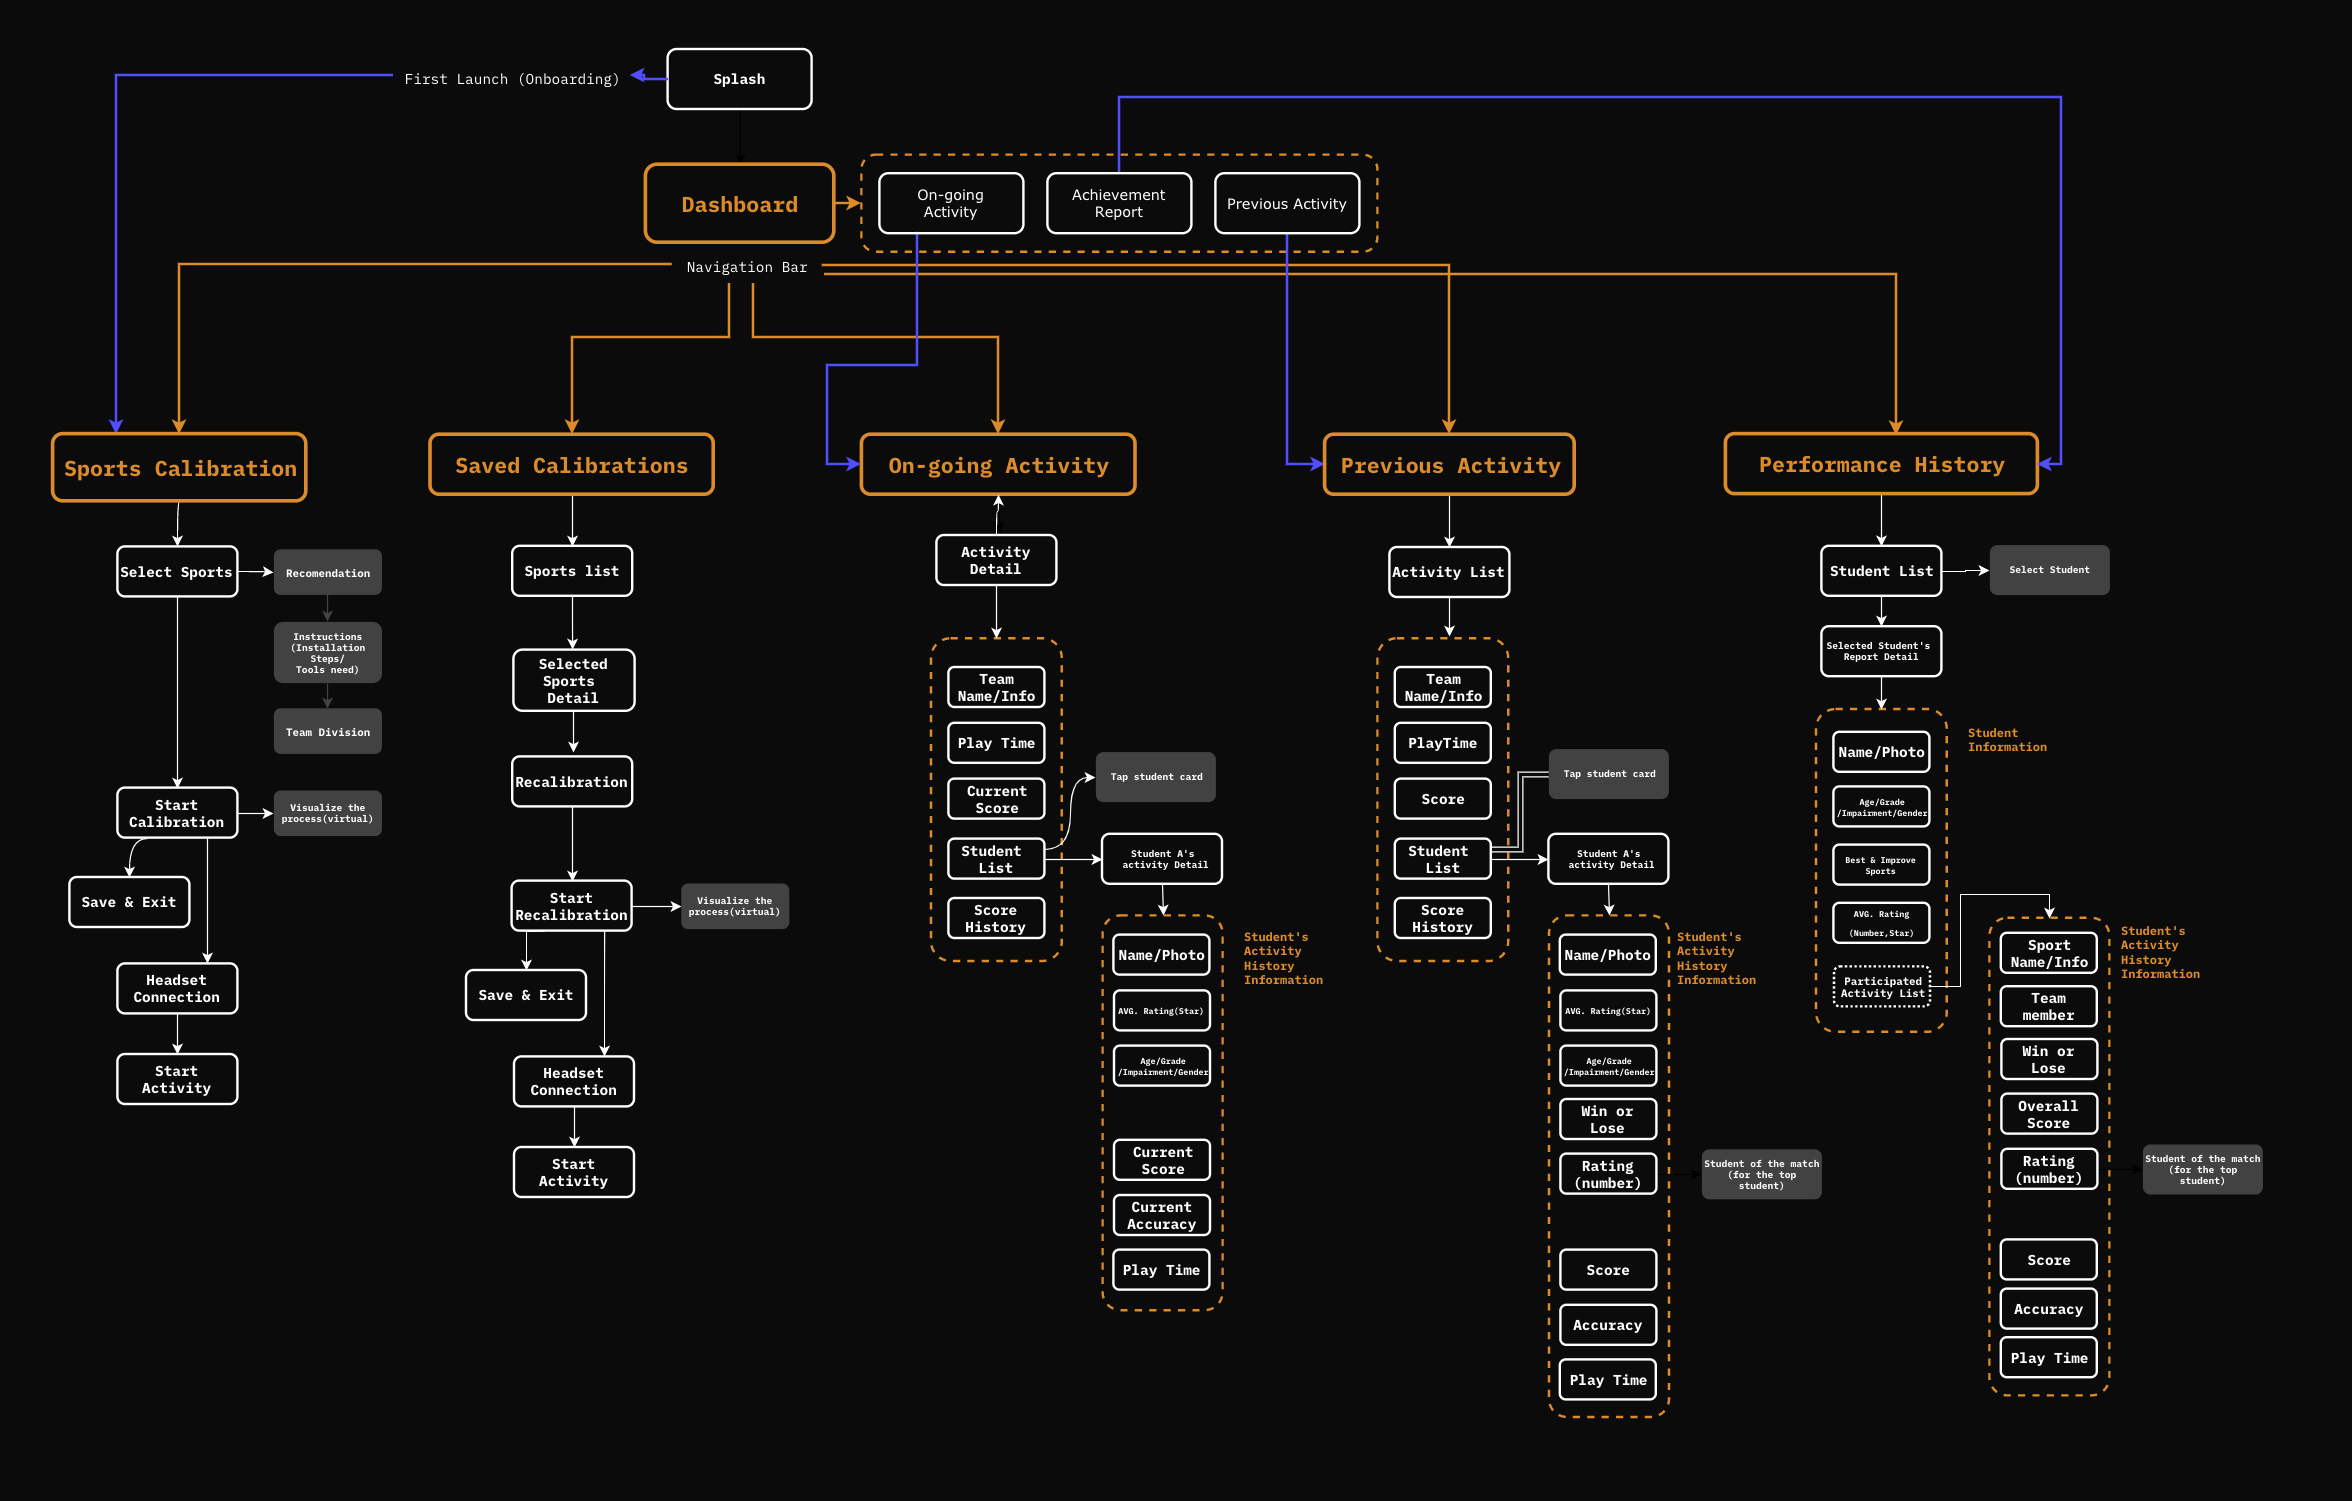 First Launch (Onboarding)
Splash
Dashboard
On-going
Activity
Achievement
Report
Previous Activity
Navigation Bar
Sports Calibration
Saved Calibrations
On-going Activity
Previous Activity
Performance History
Select Sports
Recomendation
Instructions
(Installation
Steps/
Tools need)
Team Division
Start
Calibration
Visualize the
process(virtual)
Save & Exit
Headset
Connection
Start
Activity
Sports list
Selected
Sports
Detail
Recalibration
Start
Recalibration
Visualize the
process(virtual)
Save & Exit
Headset
Connection
Start
Activity
Activity
Detail
Team
Name/Info
Play Time
Current
Score
Student
List
Score
History
Tap student card
Student A's
activity Detail
Student's
Activity
History
Information
Name/Photo
AVG. Rating(Star)
Age/Grade
/Impairment/Gender
Current
Score
Current
Accuracy
Play Time
Activity List
Team
Name/Info
PlayTime
Score
Student
List
Score
History
Tap student card
Student A's
activity Detail
Student's
Activity
History
Information
Name/Photo
AVG. Rating(Star)
Age/Grade
/Impairment/Gender
Win or
Lose
Rating
(number)
Student of the match
(for the top
student)
Score
Accuracy
Play Time
Student List
Select Student
Selected Student's
Report Detail
Student
Information
Name/Photo
Age/Grade
/Impairment/Gender
Best & Improve
Sports
AVG. Rating
(Number,Star)
Participated
Activity List
Student's
Activity
History
Information
Sport
Name/Info
Team
member
Win or
Lose
Overall
Score
Rating
(number)
Student of the match
(for the top
student)
Score
Accuracy
Play Time